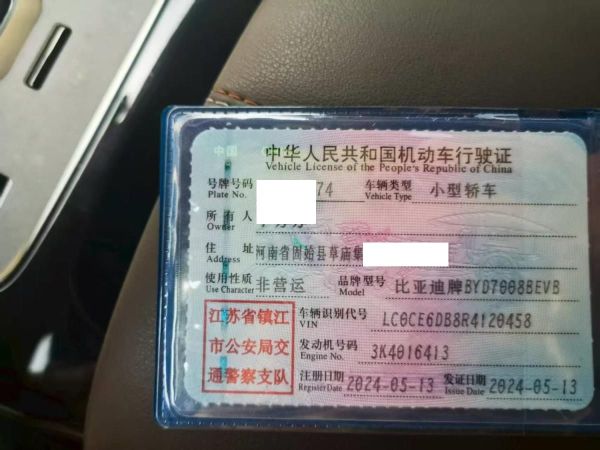 中国
中华人民共和国机动车行驶证
Vehicle License of the People's Republic of China
号牌号码 74 车辆类型 小型轿车
Plate No. Vehicle Type
所有人
Owner
住 址 河南省固始县草庙集
Address
使用性质 非营运 品牌型号 比亚迪牌BYD7008BEVB
Use Character Model
江苏省镇江
市公安局交
通警察支队
车辆识别代号 LC0CE6DB8R4120458
VIN
发动机号码 3K4016413
Engine No.
注册日期 2024-05-13 发证日期 2024-05-13
Register Date Issue Date